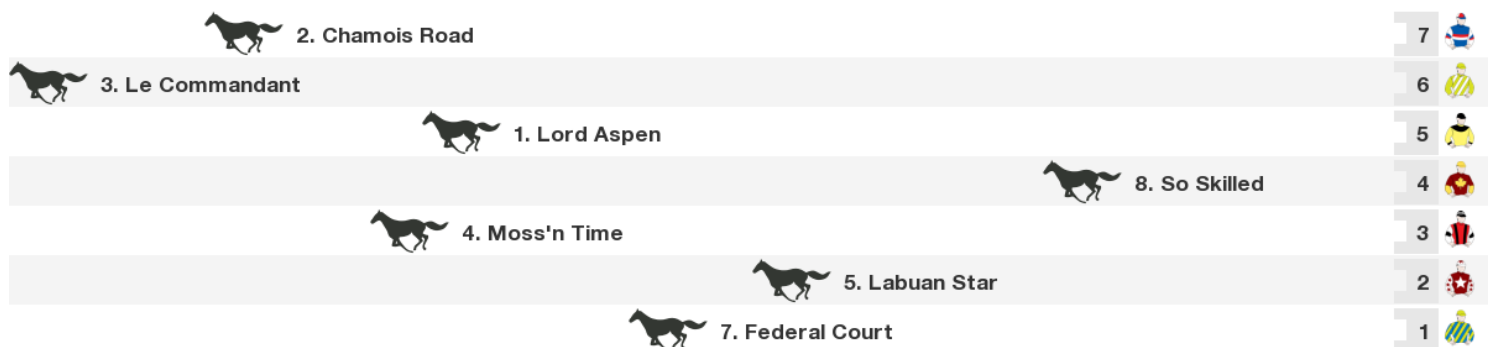 2. Chamois Road 7
3. Le Commandant 6
1. Lord Aspen 5
8. So Skilled 4
4. Moss'n Time 3
5. Labuan Star 2
7. Federal Court 1